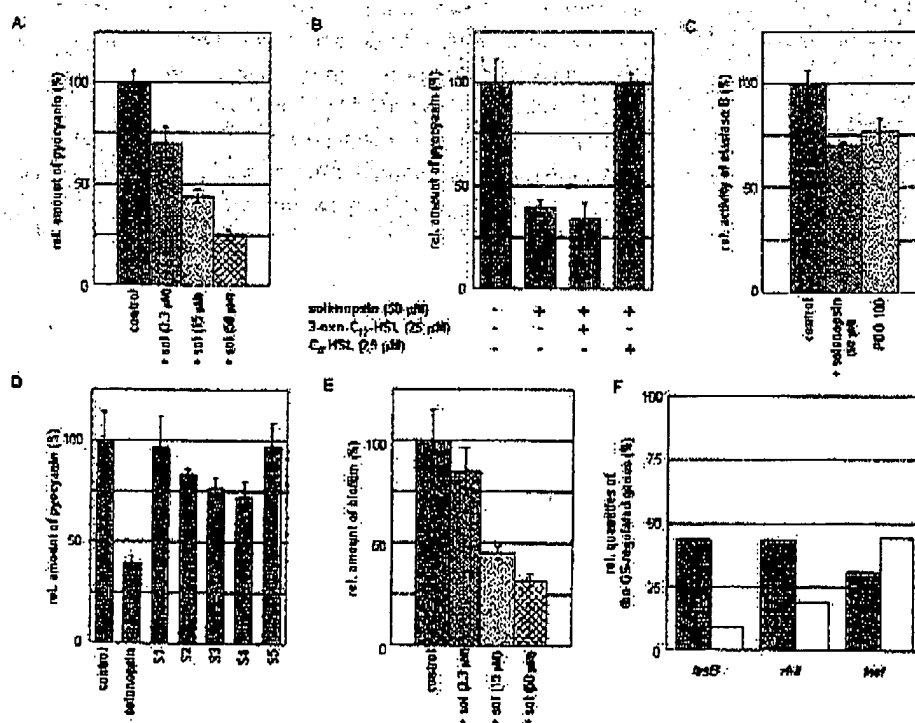 A
B
C
rel. amount of pyocyanin (%)
100
50
0
control
+ sol (3.3 µM)
+ sol (15 µM)
+ sol (50 µM)
rel. amount of pyocyanin (%)
100
50
0
solenopsin (50 µM) - + + -
3-oxo-C12-HSL (25 µM) - - + -
-HSL (25 µM) - - - +
rel. activity of elastase B (%)
100
50
0
control
+ solenopsin
PDO 100
D
E
F
rel. amount of pyocyanin (%)
100
50
0
control
solenopsin
S1
S2
S3
S4
S5
rel. amount of biofilm (%)
100
50
0
control
+ sol (3.3 µM)
+ sol (15 µM)
+ sol (50 µM)
rel. quantities of
QS-regulated genes (%)
100
75
50
25
0